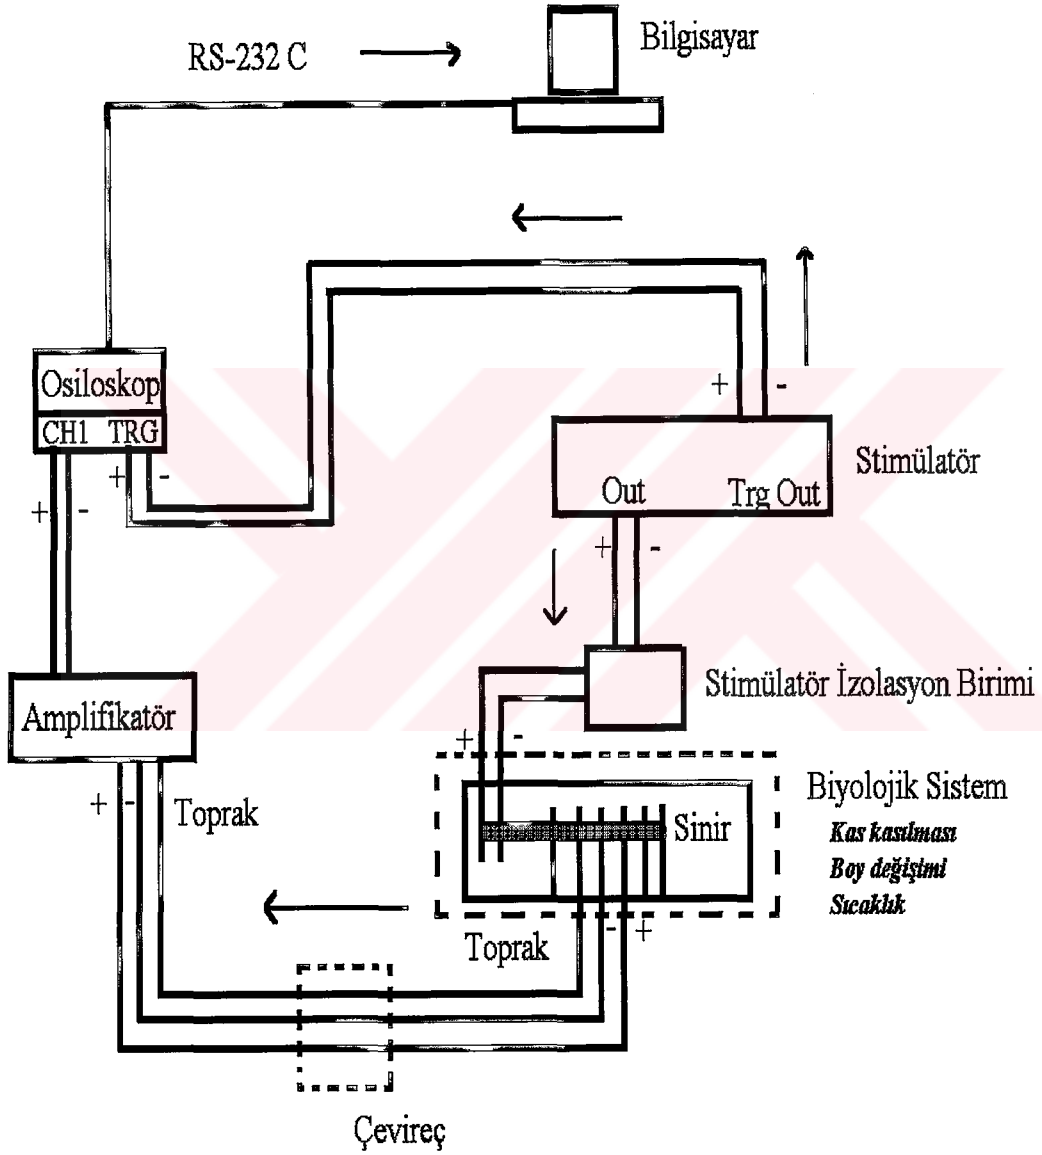 RS-232 C
Bilgisayar
Osiloskop
CH1 TRG
+ -
+ -
+ -
Stimülatör
Out Trg Out
+ -
Stimülatör İzolasyon Birimi
Amplifikatör
+ -
+ -
Toprak
Biyolojik Sistem
Sinir
Kas kasılması
Boy değişimi
Sıcaklık
- +
Toprak
Çevireç